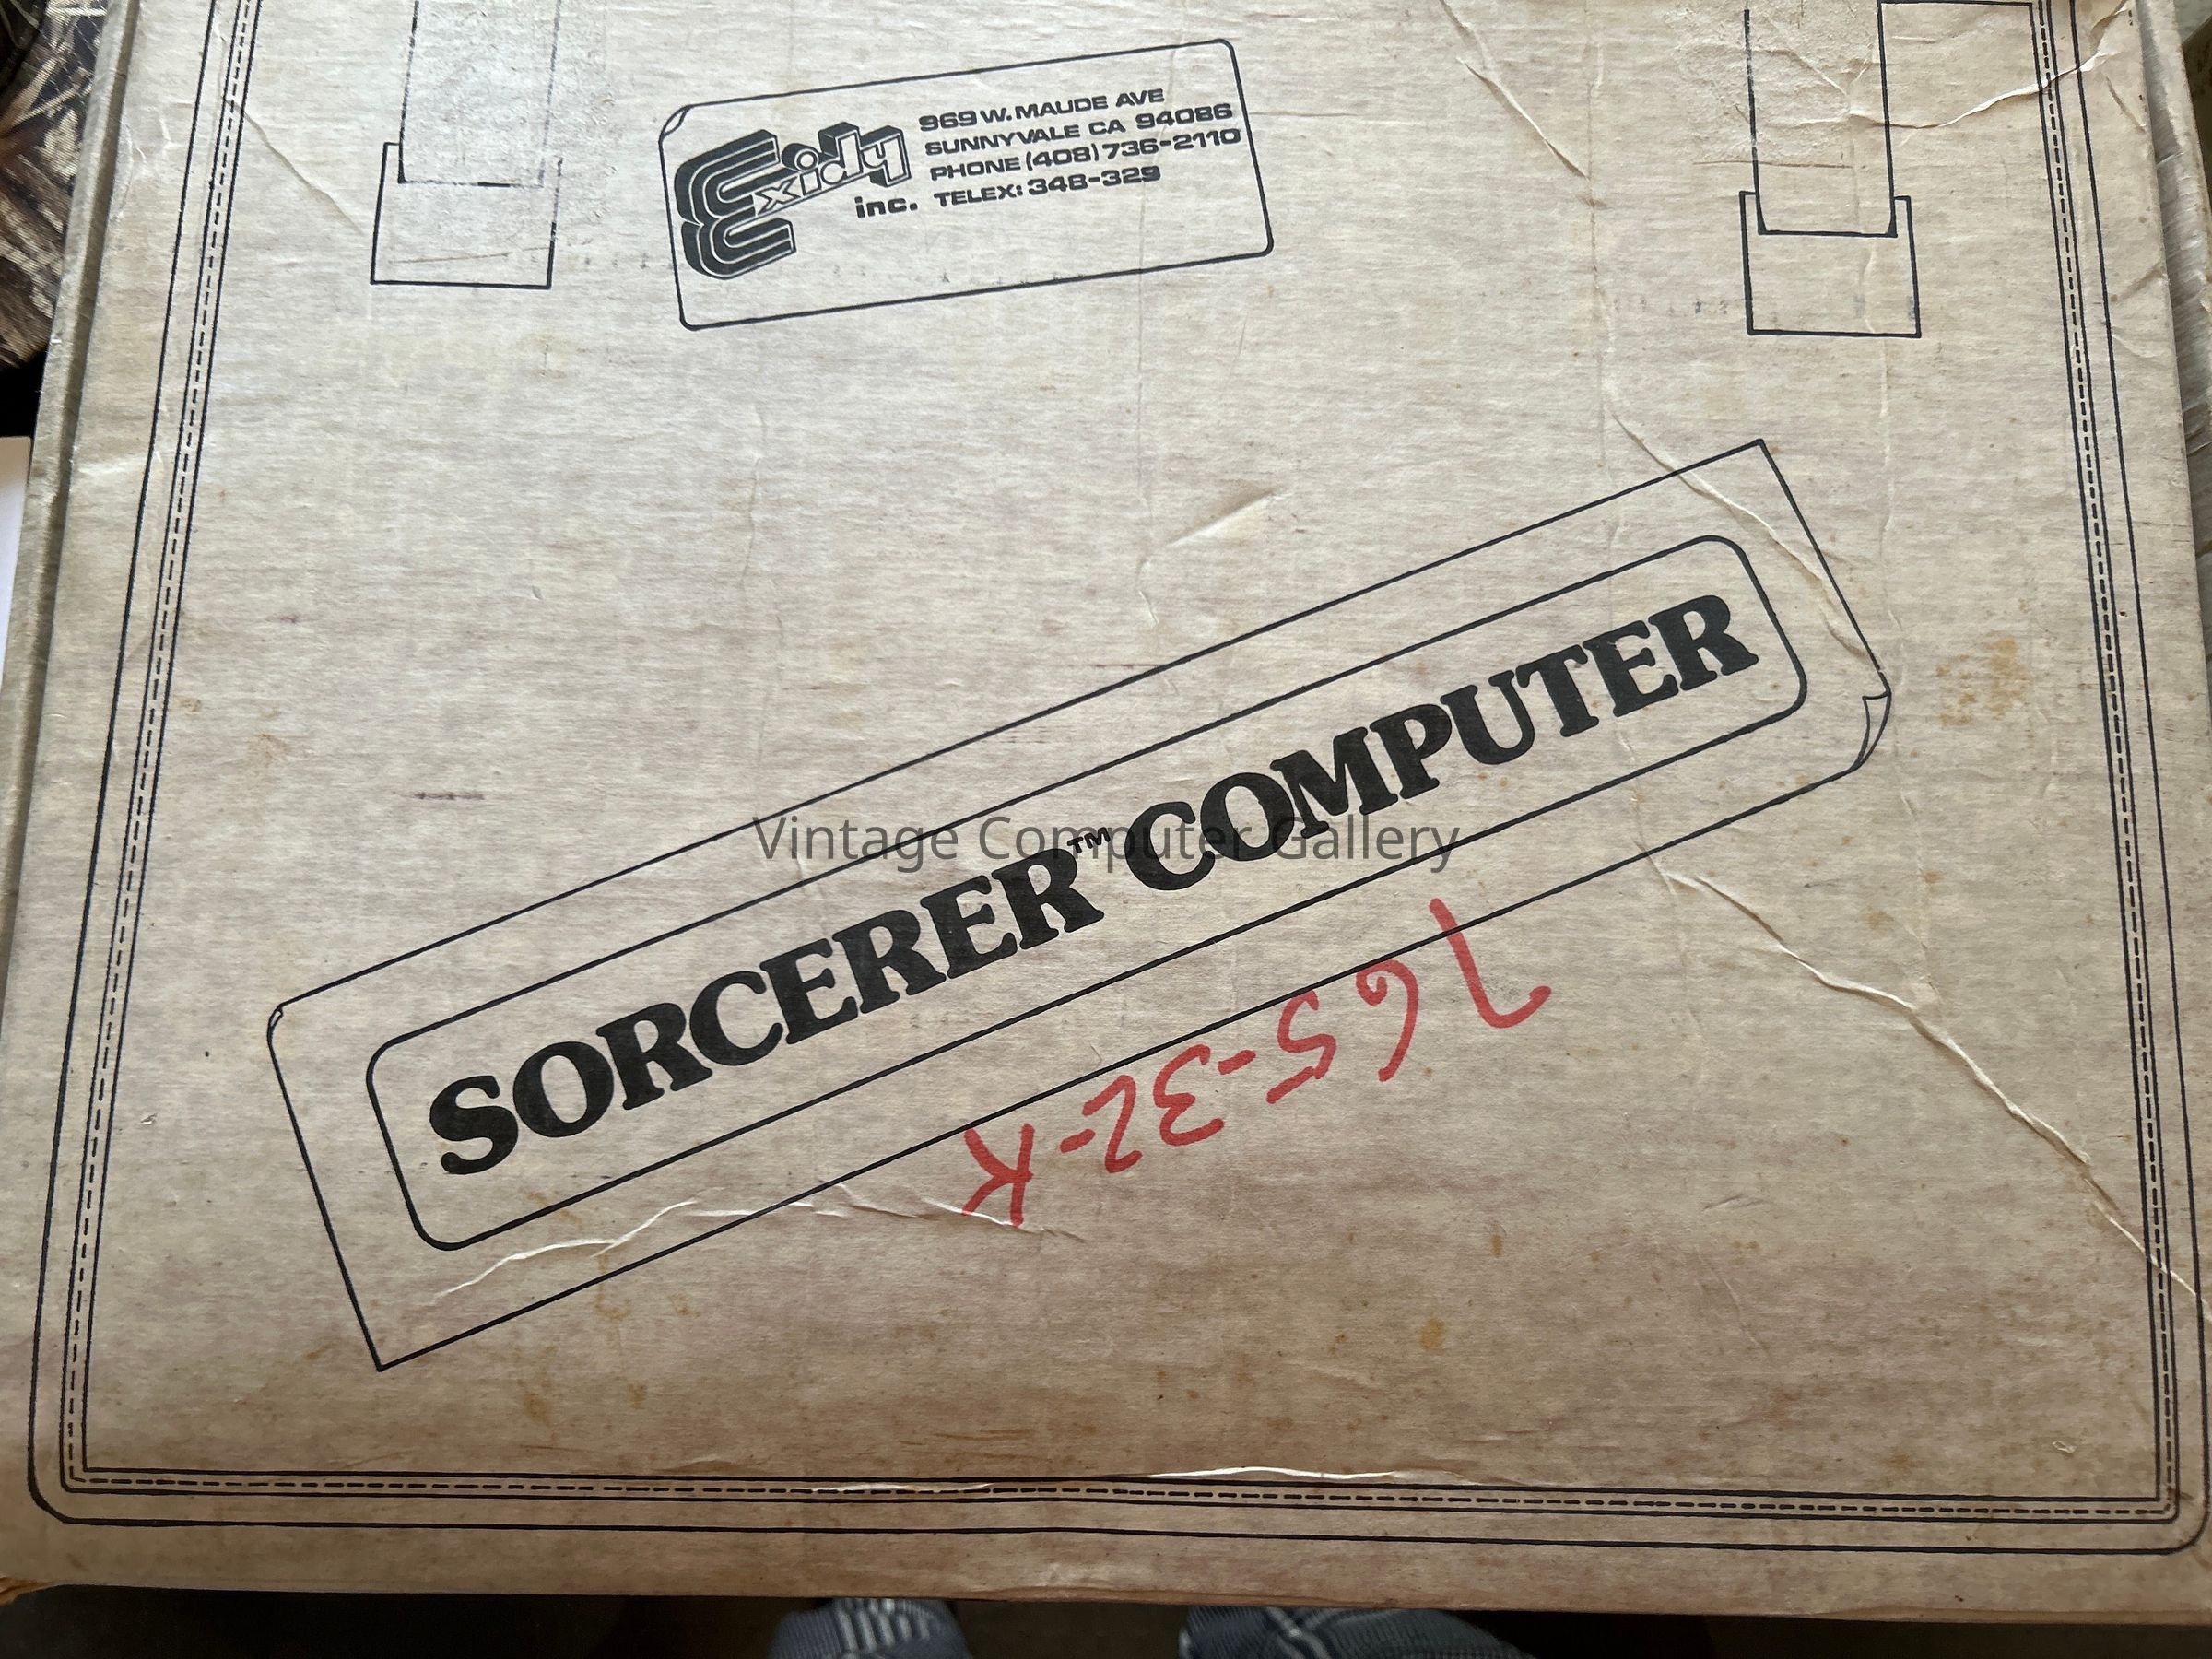 Exidy inc.
969 W. MAUDE AVE
SUNNYVALE CA 94086
PHONE (408) 736-2110
TELEX: 348-329
SORCERER™ COMPUTER
Vintage Computer Gallery
765-32-K